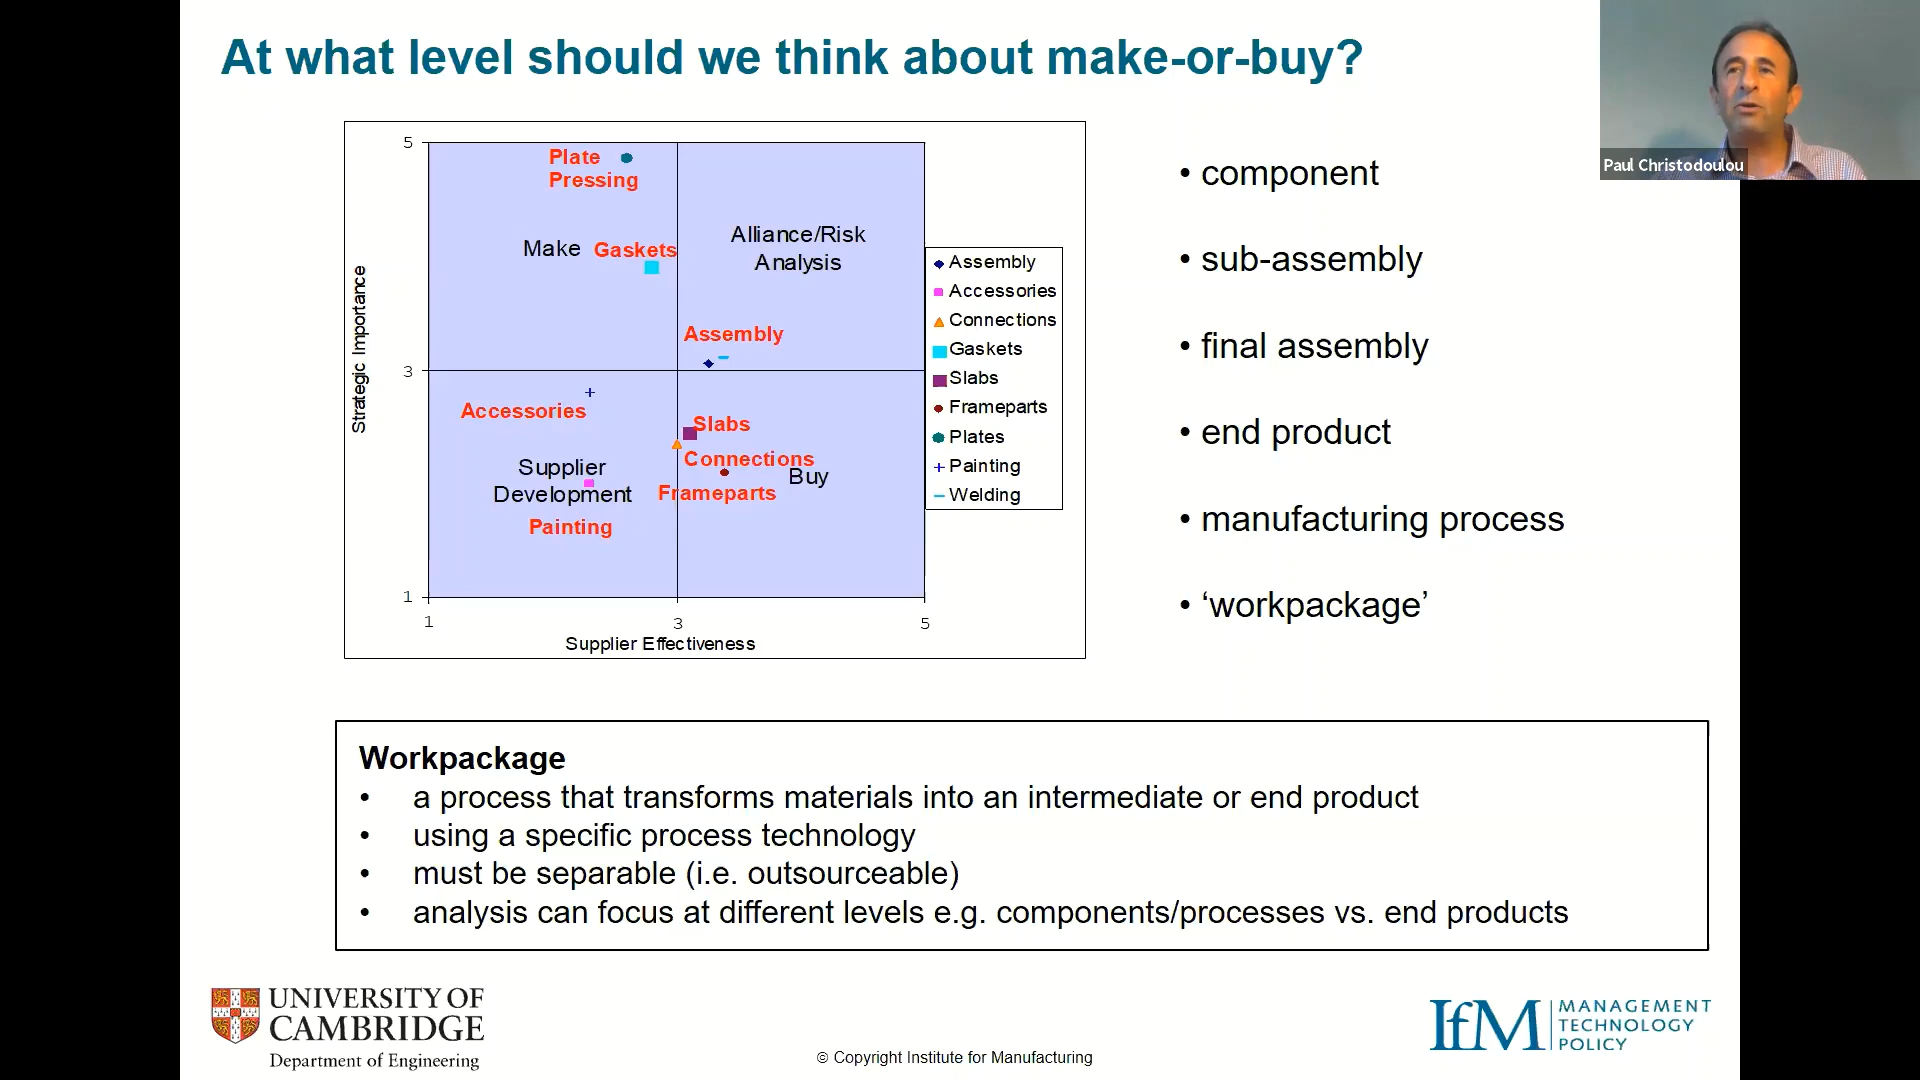 At what level should we think about make-or-buy?
Paul Christodoulou
5
Plate
Pressing
Make
Gaskets
Alliance/Risk
Analysis
Strategic Importance
Assembly
3
Accessories
Slabs
Connections
Supplier
Development
Buy
Frameparts
Painting
1
1
3
5
Supplier Effectiveness
Assembly
Accessories
Connections
Gaskets
Slabs
Frameparts
Plates
Painting
Welding
• component
• sub-assembly
• final assembly
• end product
• manufacturing process
• ‘workpackage’
Workpackage
• a process that transforms materials into an intermediate or end product
• using a specific process technology
• must be separable (i.e. outsourceable)
• analysis can focus at different levels e.g. components/processes vs. end products
UNIVERSITY OF
CAMBRIDGE
Department of Engineering
© Copyright Institute for Manufacturing
IfM
MANAGEMENT
TECHNOLOGY
POLICY